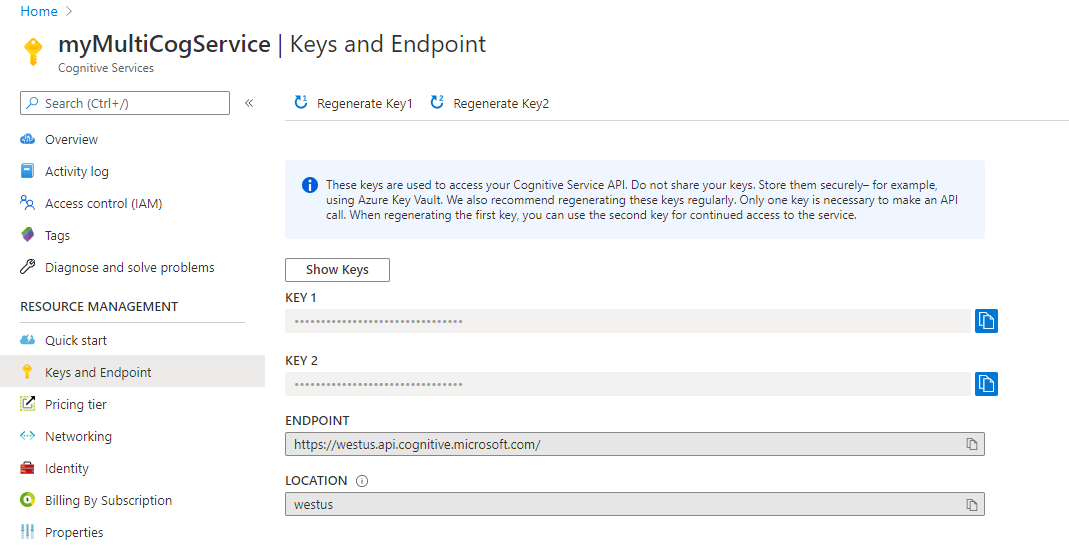 Home >
myMultiCogService | Keys and Endpoint
Cognitive Services
Search (Ctrl+/)
«
Overview
Activity log
Access control (IAM)
Tags
Diagnose and solve problems
RESOURCE MANAGEMENT
Quick start
Keys and Endpoint
Pricing tier
Networking
Identity
Billing By Subscription
Properties
Regenerate Key1 Regenerate Key2
These keys are used to access your Cognitive Service API. Do not share your keys. Store them securely– for example,
using Azure Key Vault. We also recommend regenerating these keys regularly. Only one key is necessary to make an API
call. When regenerating the first key, you can use the second key for continued access to the service.
Show Keys
KEY 1
••••••••••••••••••••••••••••••••
KEY 2
••••••••••••••••••••••••••••••••
ENDPOINT
https://westus.api.cognitive.microsoft.com/
LOCATION
westus